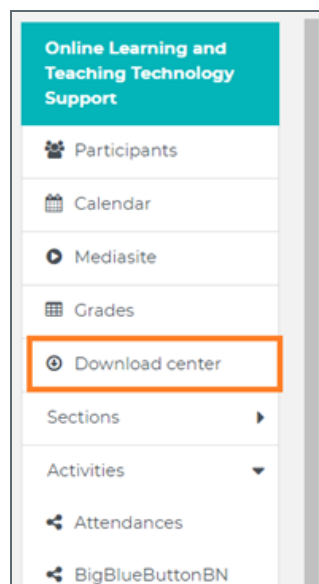 Online Learning and
Teaching Technology
Support
Participants
Calendar
Mediasite
Grades
Download center
Sections
Activities
Attendances
BigBlueButtonBN